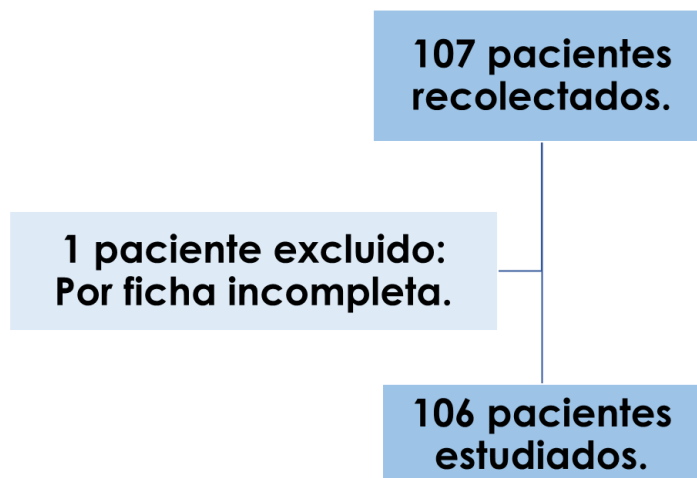 107 pacientes
recolectados.
1 paciente excluido:
Por ficha incompleta.
106 pacientes
estudiados.